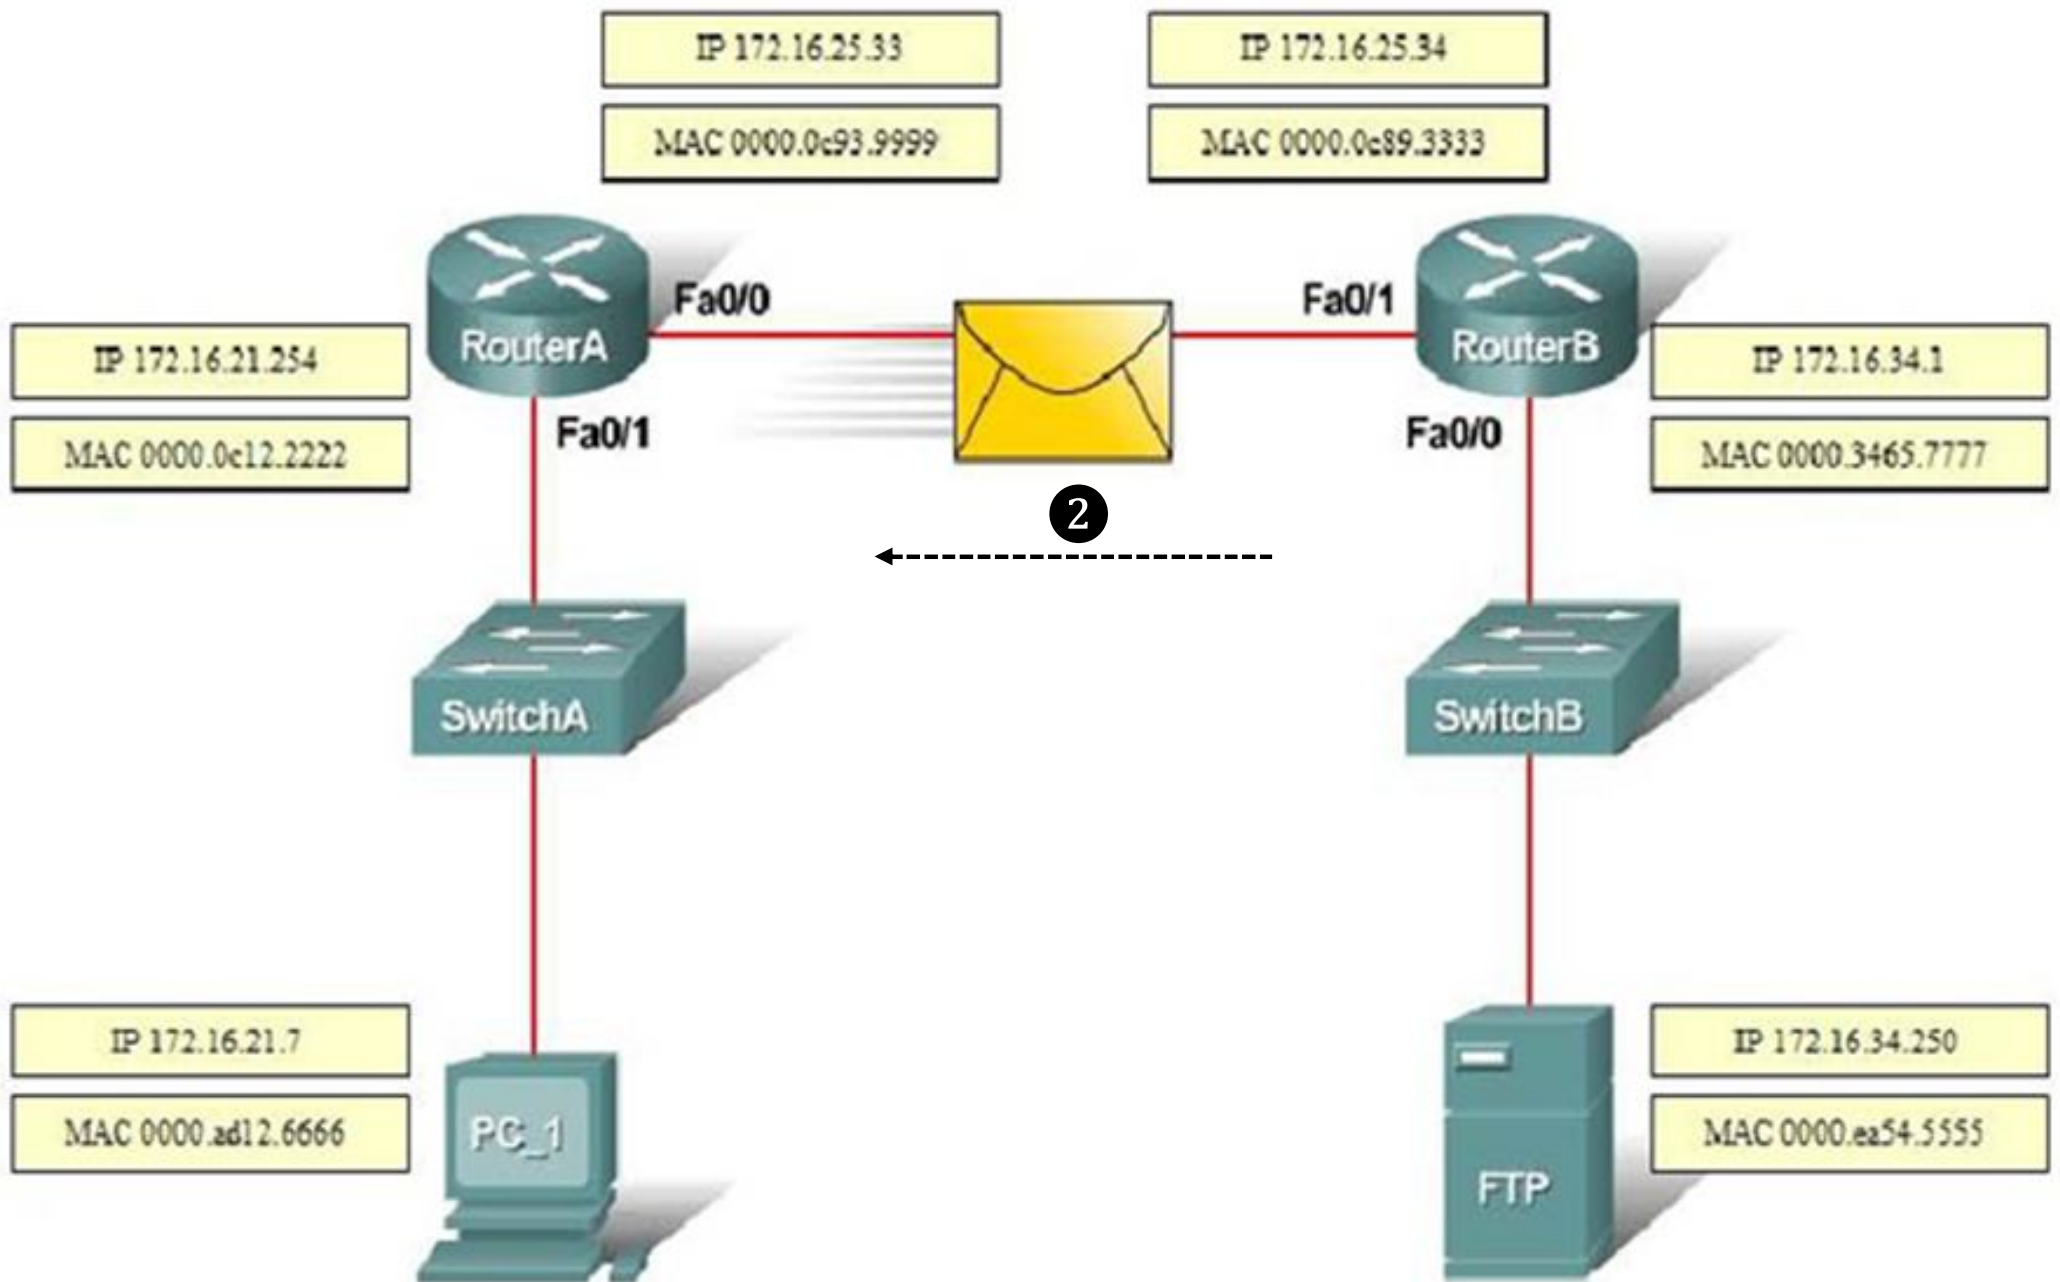 IP 172.16.25.33
IP 172.16.25.34
MAC 0000.0c93.9999
MAC 0000.0c89.3333
Fa0/0
Fa0/1
RouterA
RouterB
IP 172.16.21.254
IP 172.16.34.1
MAC 0000.0c12.2222
Fa0/1
Fa0/0
MAC 0000.3465.7777
2
SwitchA
SwitchB
IP 172.16.21.7
IP 172.16.34.250
MAC 0000.ad12.6666
PC_1
MAC 0000.ea54.5555
FTP